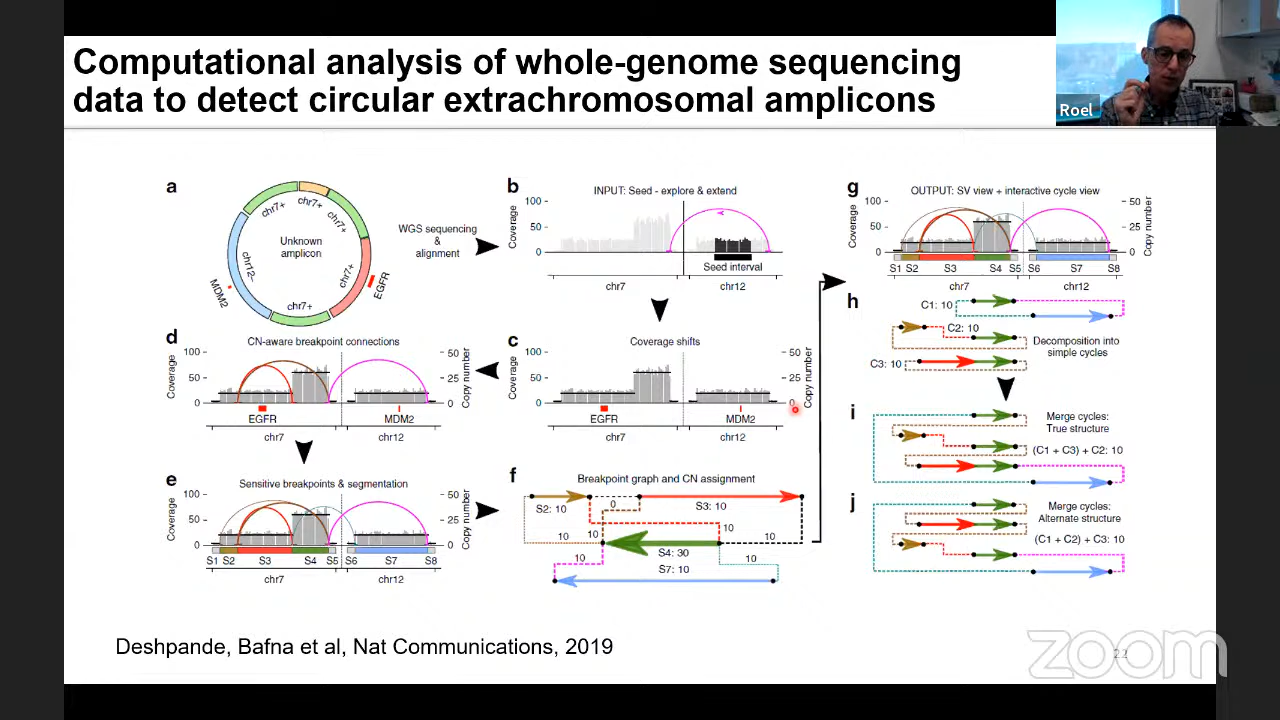 Computational analysis of whole-genome sequencing
data to detect circular extrachromosomal amplicons
Roel
a
chr7+
chr7+
chr7+
chr7+
chr7+
chr12-
Unknown
amplicon
MDM2
EGFR
WGS sequencing
& alignment
b
INPUT: Seed - explore & extend
Coverage
100
50
0
Seed interval
chr7
chr12
c
Coverage shifts
Coverage
100
50
0
50
25
0
Copy number
EGFR
MDM2
chr7
chr12
d
CN-aware breakpoint connections
Coverage
100
50
0
50
25
0
Copy number
EGFR
MDM2
chr7
chr12
e
Sensitive breakpoints & segmentation
Coverage
100
50
0
50
25
0
Copy number
S1 S2 S3 S4 S5 S6 S7 S8
chr7
chr12
f
Breakpoint graph and CN assignment
S2: 10
0
S3: 10
10
10
10
10
S4: 30
10
10
S7: 10
g
OUTPUT: SV view + interactive cycle view
Coverage
100
50
0
50
25
0
Copy number
S1 S2 S3 S4 S5 S6 S7 S8
chr7
chr12
h
C1: 10
C2: 10
C3: 10
Decomposition into
simple cycles
i
Merge cycles:
True structure
(C1 + C3) + C2: 10
j
Merge cycles:
Alternate structure
(C1 + C2) + C3: 10
Deshpande, Bafna et al, Nat Communications, 2019
22
zoom